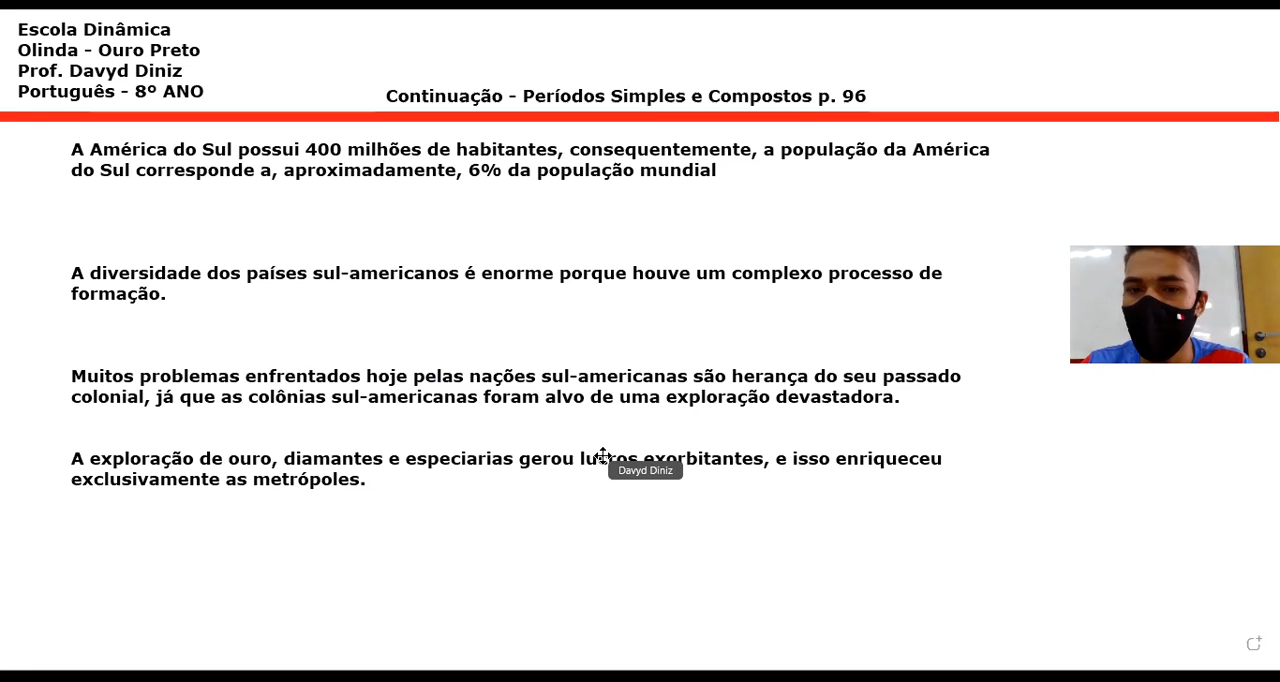 Escola Dinâmica
Olinda - Ouro Preto
Prof. Davyd Diniz
Português - 8º ANO
Continuação - Períodos Simples e Compostos p. 96
A América do Sul possui 400 milhões de habitantes, consequentemente, a população da América
do Sul corresponde a, aproximadamente, 6% da população mundial
A diversidade dos países sul-americanos é enorme porque houve um complexo processo de
formação.
Muitos problemas enfrentados hoje pelas nações sul-americanas são herança do seu passado
colonial, já que as colônias sul-americanas foram alvo de uma exploração devastadora.
A exploração de ouro, diamantes e especiarias gerou lucros exorbitantes, e isso enriqueceu
Davyd Diniz
exclusivamente as metrópoles.